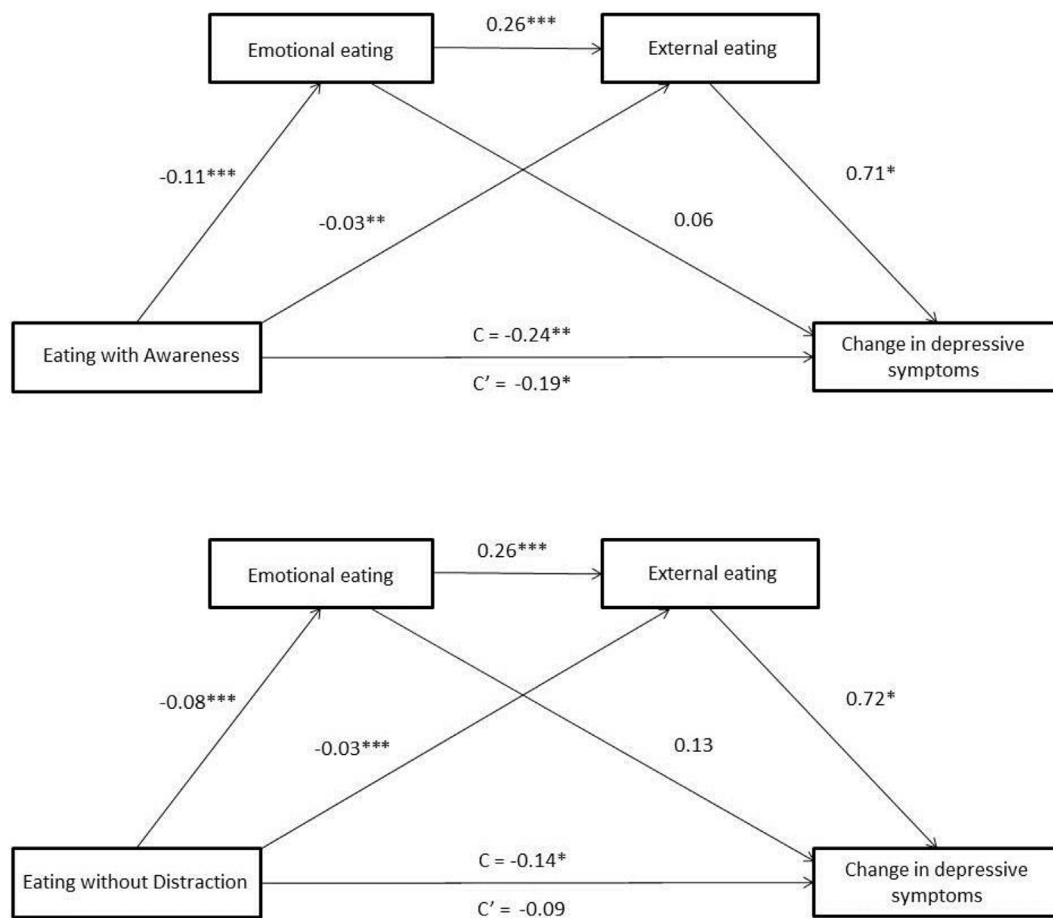 0.26***
Emotional eating
External eating
-0.11***
0.71*
-0.03**
0.06
Eating with Awareness
C = -0.24**
C’ = -0.19*
Change in depressive
symptoms
0.26***
Emotional eating
External eating
-0.08***
0.72*
-0.03***
0.13
Eating without Distraction
C = -0.14*
C’ = -0.09
Change in depressive
symptoms